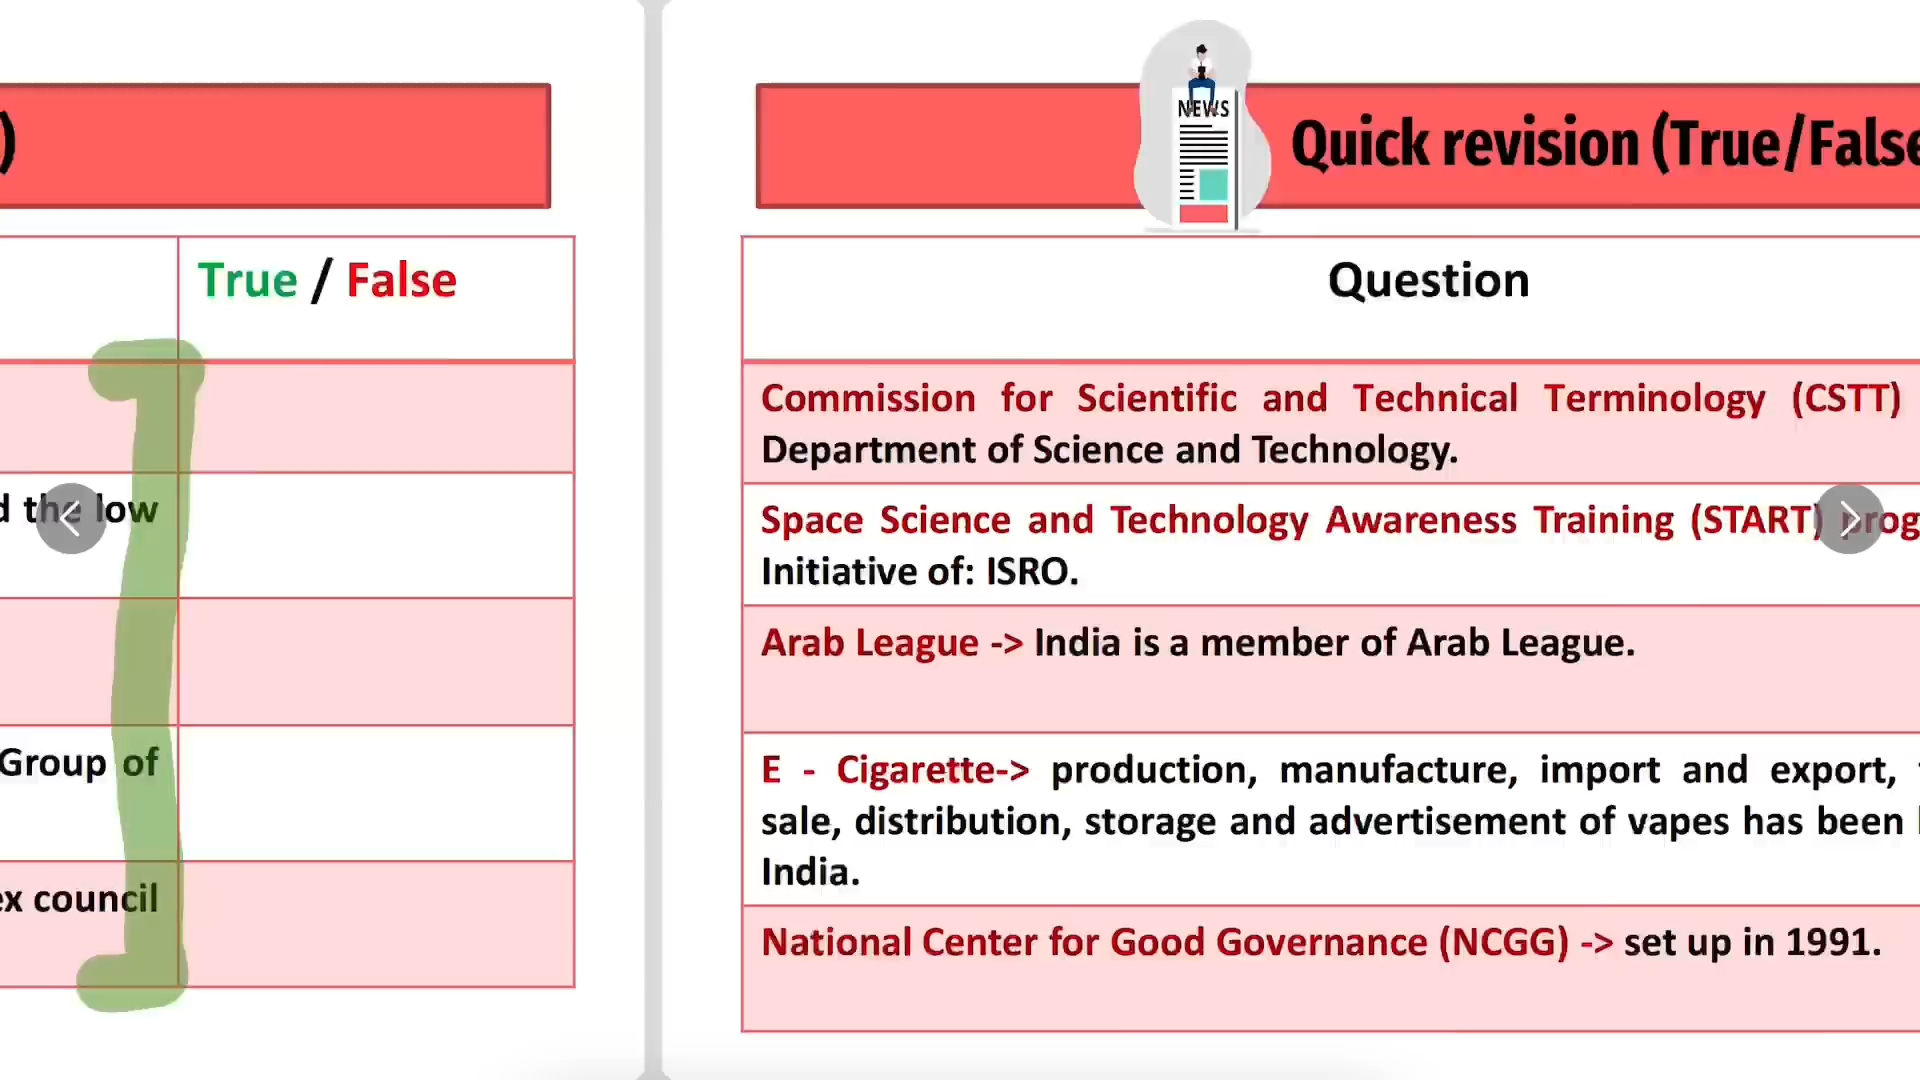 )
True / False
d the low
Group of
ex council
NEWS
Quick revision (True/False
Question
Commission for Scientific and Technical Terminology (CSTT)
Department of Science and Technology.
Space Science and Technology Awareness Training (START) prog
Initiative of: ISRO.
Arab League -> India is a member of Arab League.
E - Cigarette-> production, manufacture, import and export,
sale, distribution, storage and advertisement of vapes has been
India.
National Center for Good Governance (NCGG) -> set up in 1991.